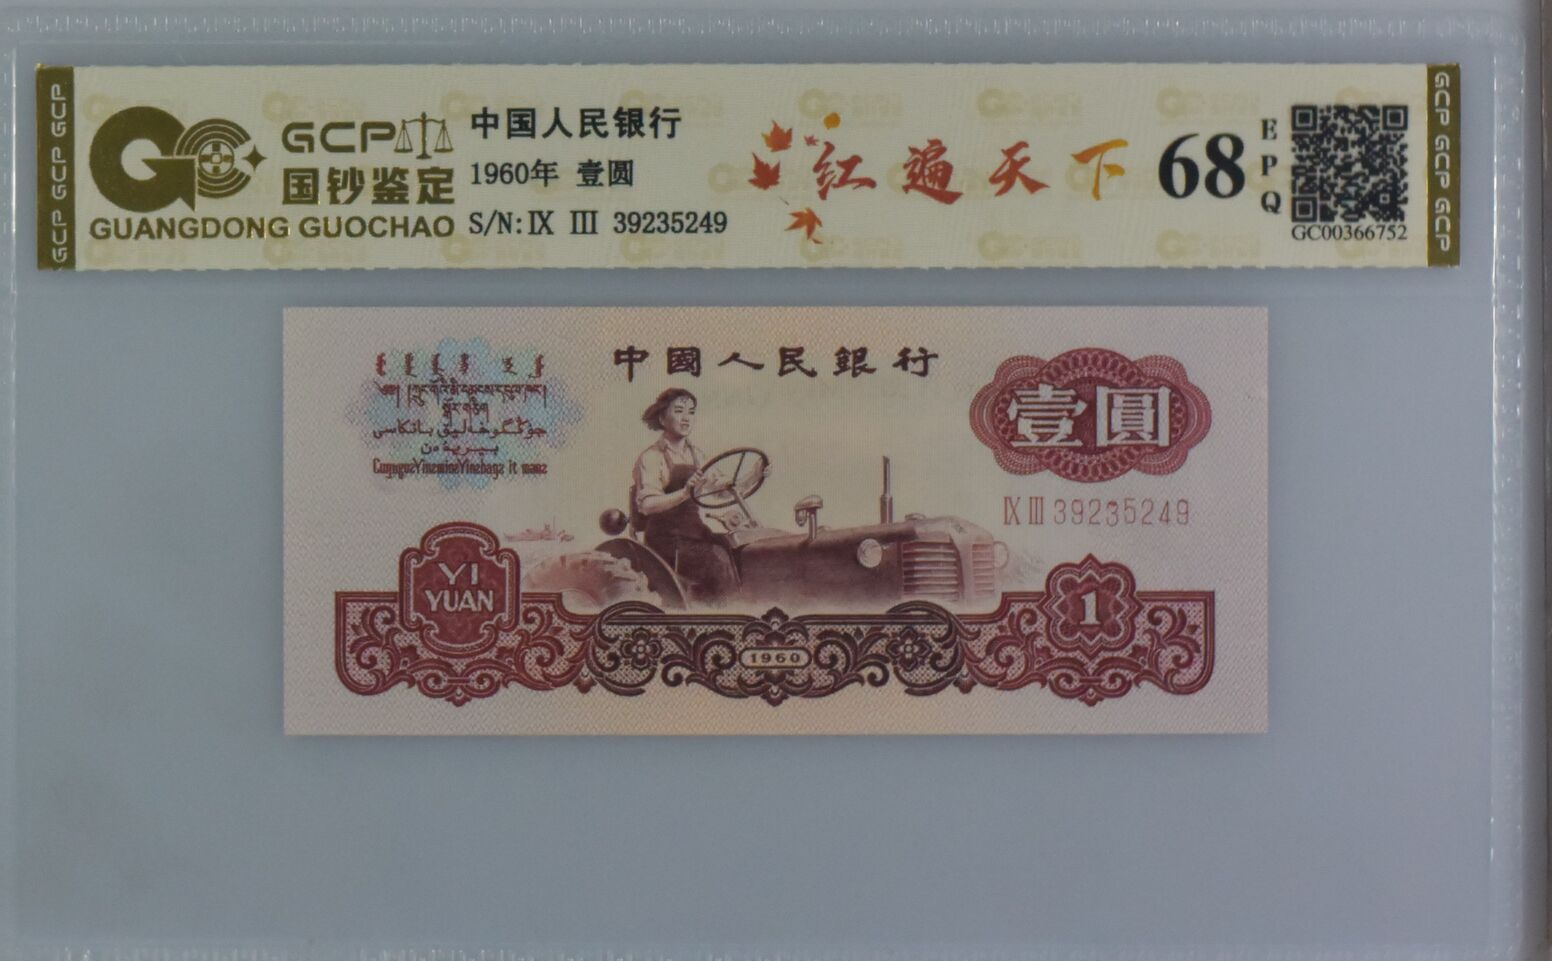 GCP GCP GCP
GCP
国钞鉴定
GUANGDONG GUOCHAO
中国人民银行
1960年 壹圆
S/N:Ⅸ Ⅲ 39235249
红遍天下
68
EPQ
GC00366752
GCP GCP GCP
中國人民銀行
壹圓
Ⅸ Ⅲ 39235249
YI
YUAN
1960
1